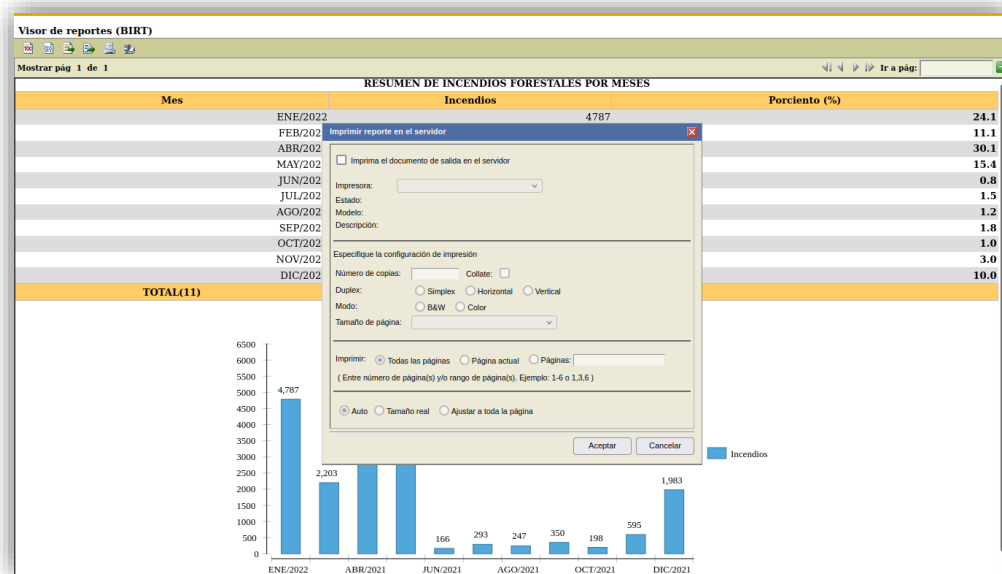 Visor de reportes (BIRT)
Mostrar pág 1 de 1
Ir a pág:
RESUMEN DE INCENDIOS FORESTALES POR MESES
Mes Incendios Porciento (%)
ENE/2022 4787 24.1
FEB/202 11.1
ABR/202 30.1
MAY/202 15.4
JUN/202 0.8
JUL/202 1.5
AGO/202 1.2
SEP/202 1.8
OCT/202 1.0
NOV/202 3.0
DIC/202 10.0
TOTAL(11)
Imprimir reporte en el servidor
Imprima el documento de salida en el servidor
Impresora:
Estado:
Modelo:
Descripción:
Especifique la configuración de impresión
Número de copias: Collate:
Duplex: Simplex Horizontal Vertical
Modo: B&W Color
Tamaño de página:
Imprimir: Todas las páginas Página actual Páginas:
( Entre número de página(s) y/o rango de página(s). Ejemplo: 1-6 o 1,3,6 )
Auto Tamaño real Ajustar a toda la página
Aceptar Cancelar
6500
6000
5500
5000
4500
4000
3500
3000
2500
2000
1500
1000
500
0
4,787
2,203
166
293
247
350
198
595
1,983
Incendios
ENE/2022 ABR/2021 JUN/2021 AGO/2021 OCT/2021 DIC/2021